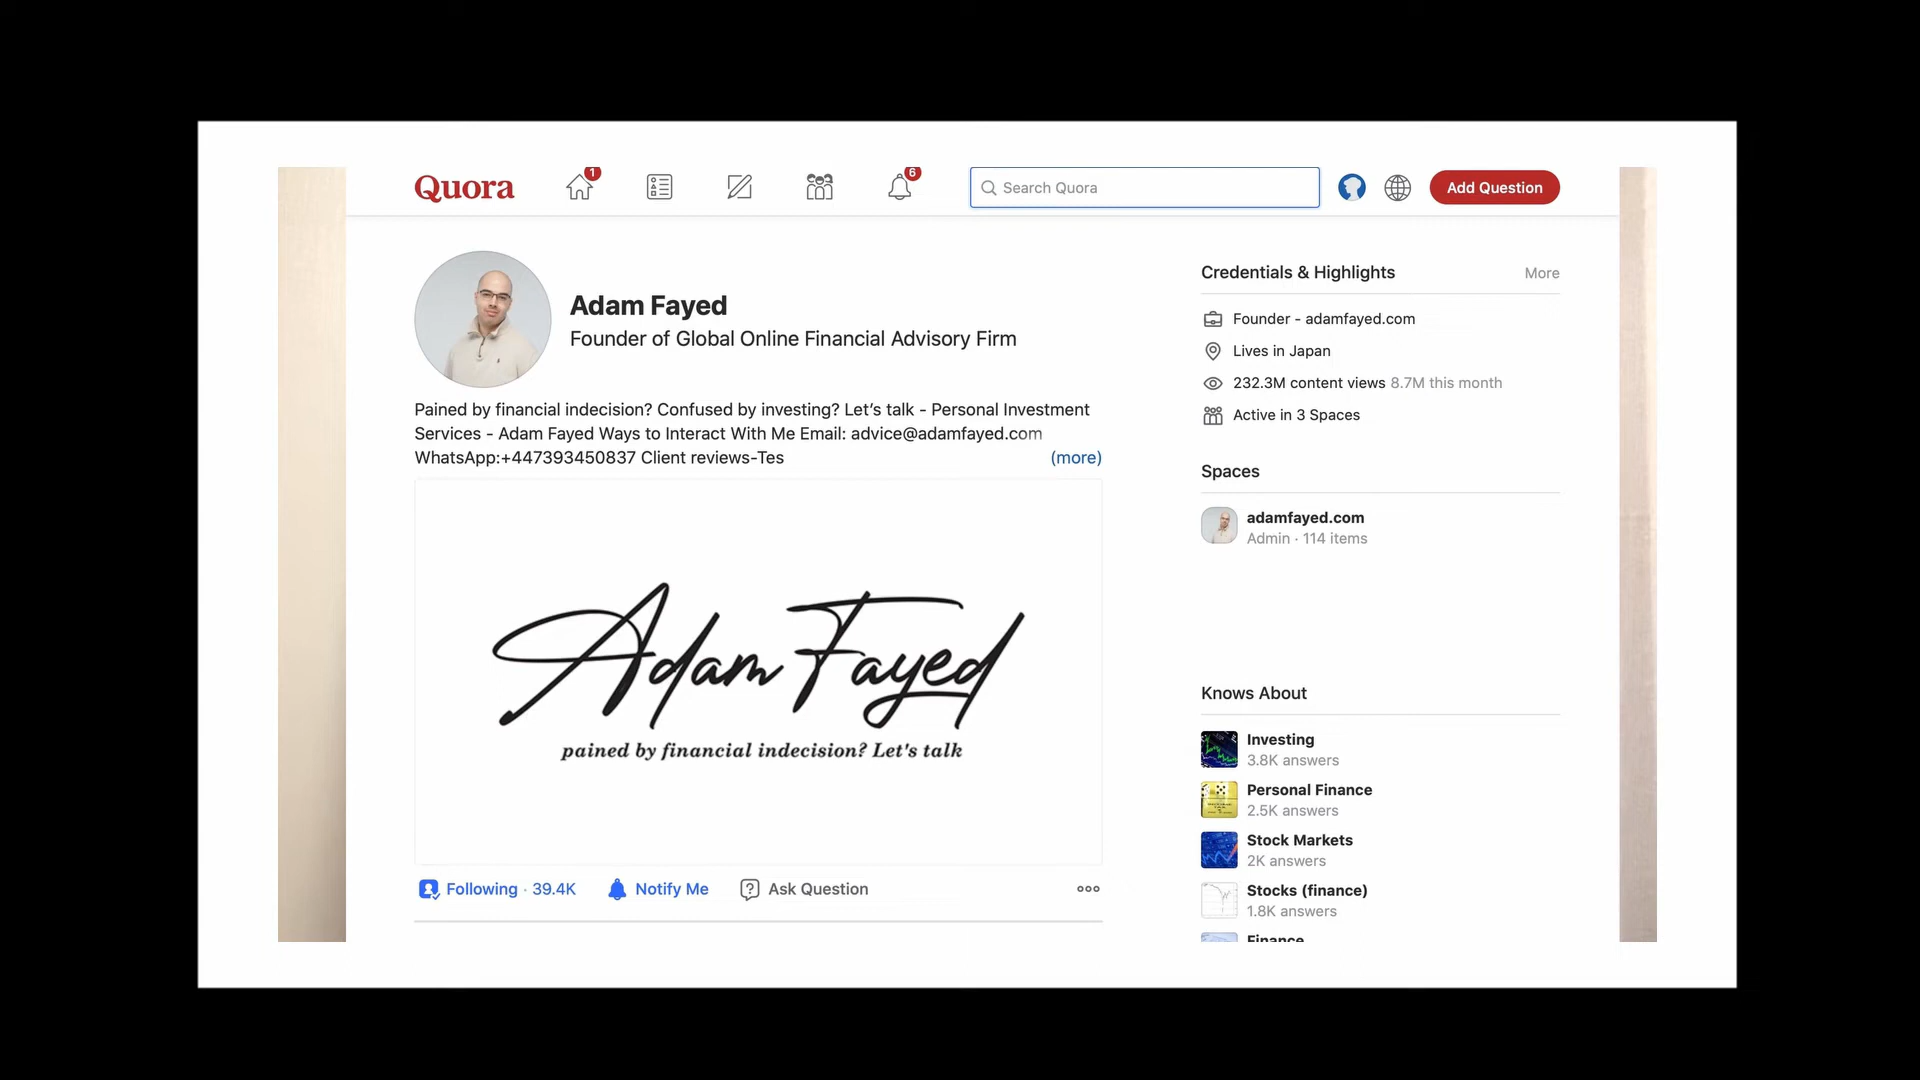 Quora
1
6
Search Quora
Add Question
Adam Fayed
Founder of Global Online Financial Advisory Firm
Pained by financial indecision? Confused by investing? Let’s talk - Personal Investment
Services - Adam Fayed Ways to Interact With Me Email: advice@adamfayed.com
WhatsApp:+447393450837 Client reviews-Tes
(more)
Adam Fayed
pained by financial indecision? Let's talk
Following · 39.4K
Notify Me
Ask Question
Credentials & Highlights
More
Founder - adamfayed.com
Lives in Japan
232.3M content views 8.7M this month
Active in 3 Spaces
Spaces
adamfayed.com
Admin · 114 items
Knows About
Investing
3.8K answers
Personal Finance
2.5K answers
Stock Markets
2K answers
Stocks (finance)
1.8K answers
Finance